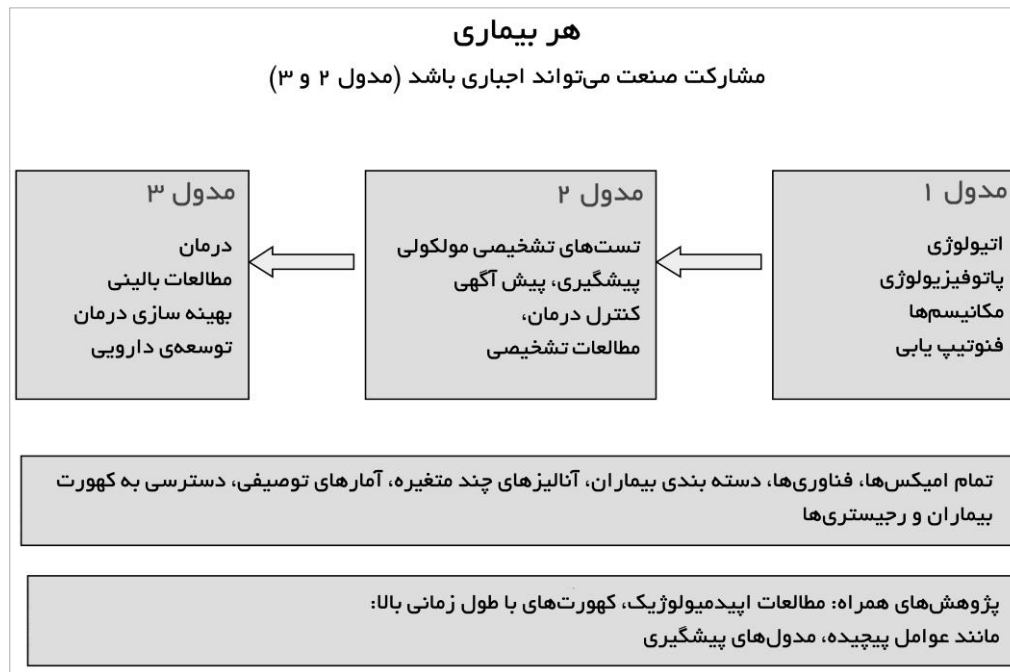 هر بیماری
مشارکت صنعت می‌تواند اجباری باشد (مدول ۲ و ۳)
مدول ۱
اتیولوژی
پاتوفیزیولوژی
مکانیسم‌ها
فنوتیپ یابی
مدول ۲
تست‌های تشخیصی مولکولی
پیشگیری، پیش آگهی
کنترل درمان،
مطالعات تشخیصی
مدول ۳
درمان
مطالعات بالینی
بهینه سازی درمان
توسعه‌ی دارویی
تمام امیکس‌ها، فناوری‌ها، دسته بندی بیماران، آنالیزهای چند متغیره، آمارهای توصیفی، دسترسی به کهورت
بیماران و رجیستری‌ها
پژوهش‌های همراه: مطالعات اپیدمیولوژیک، کهورت‌های با طول زمانی بالا:
مانند عوامل پیچیده، مدول‌های پیشگیری